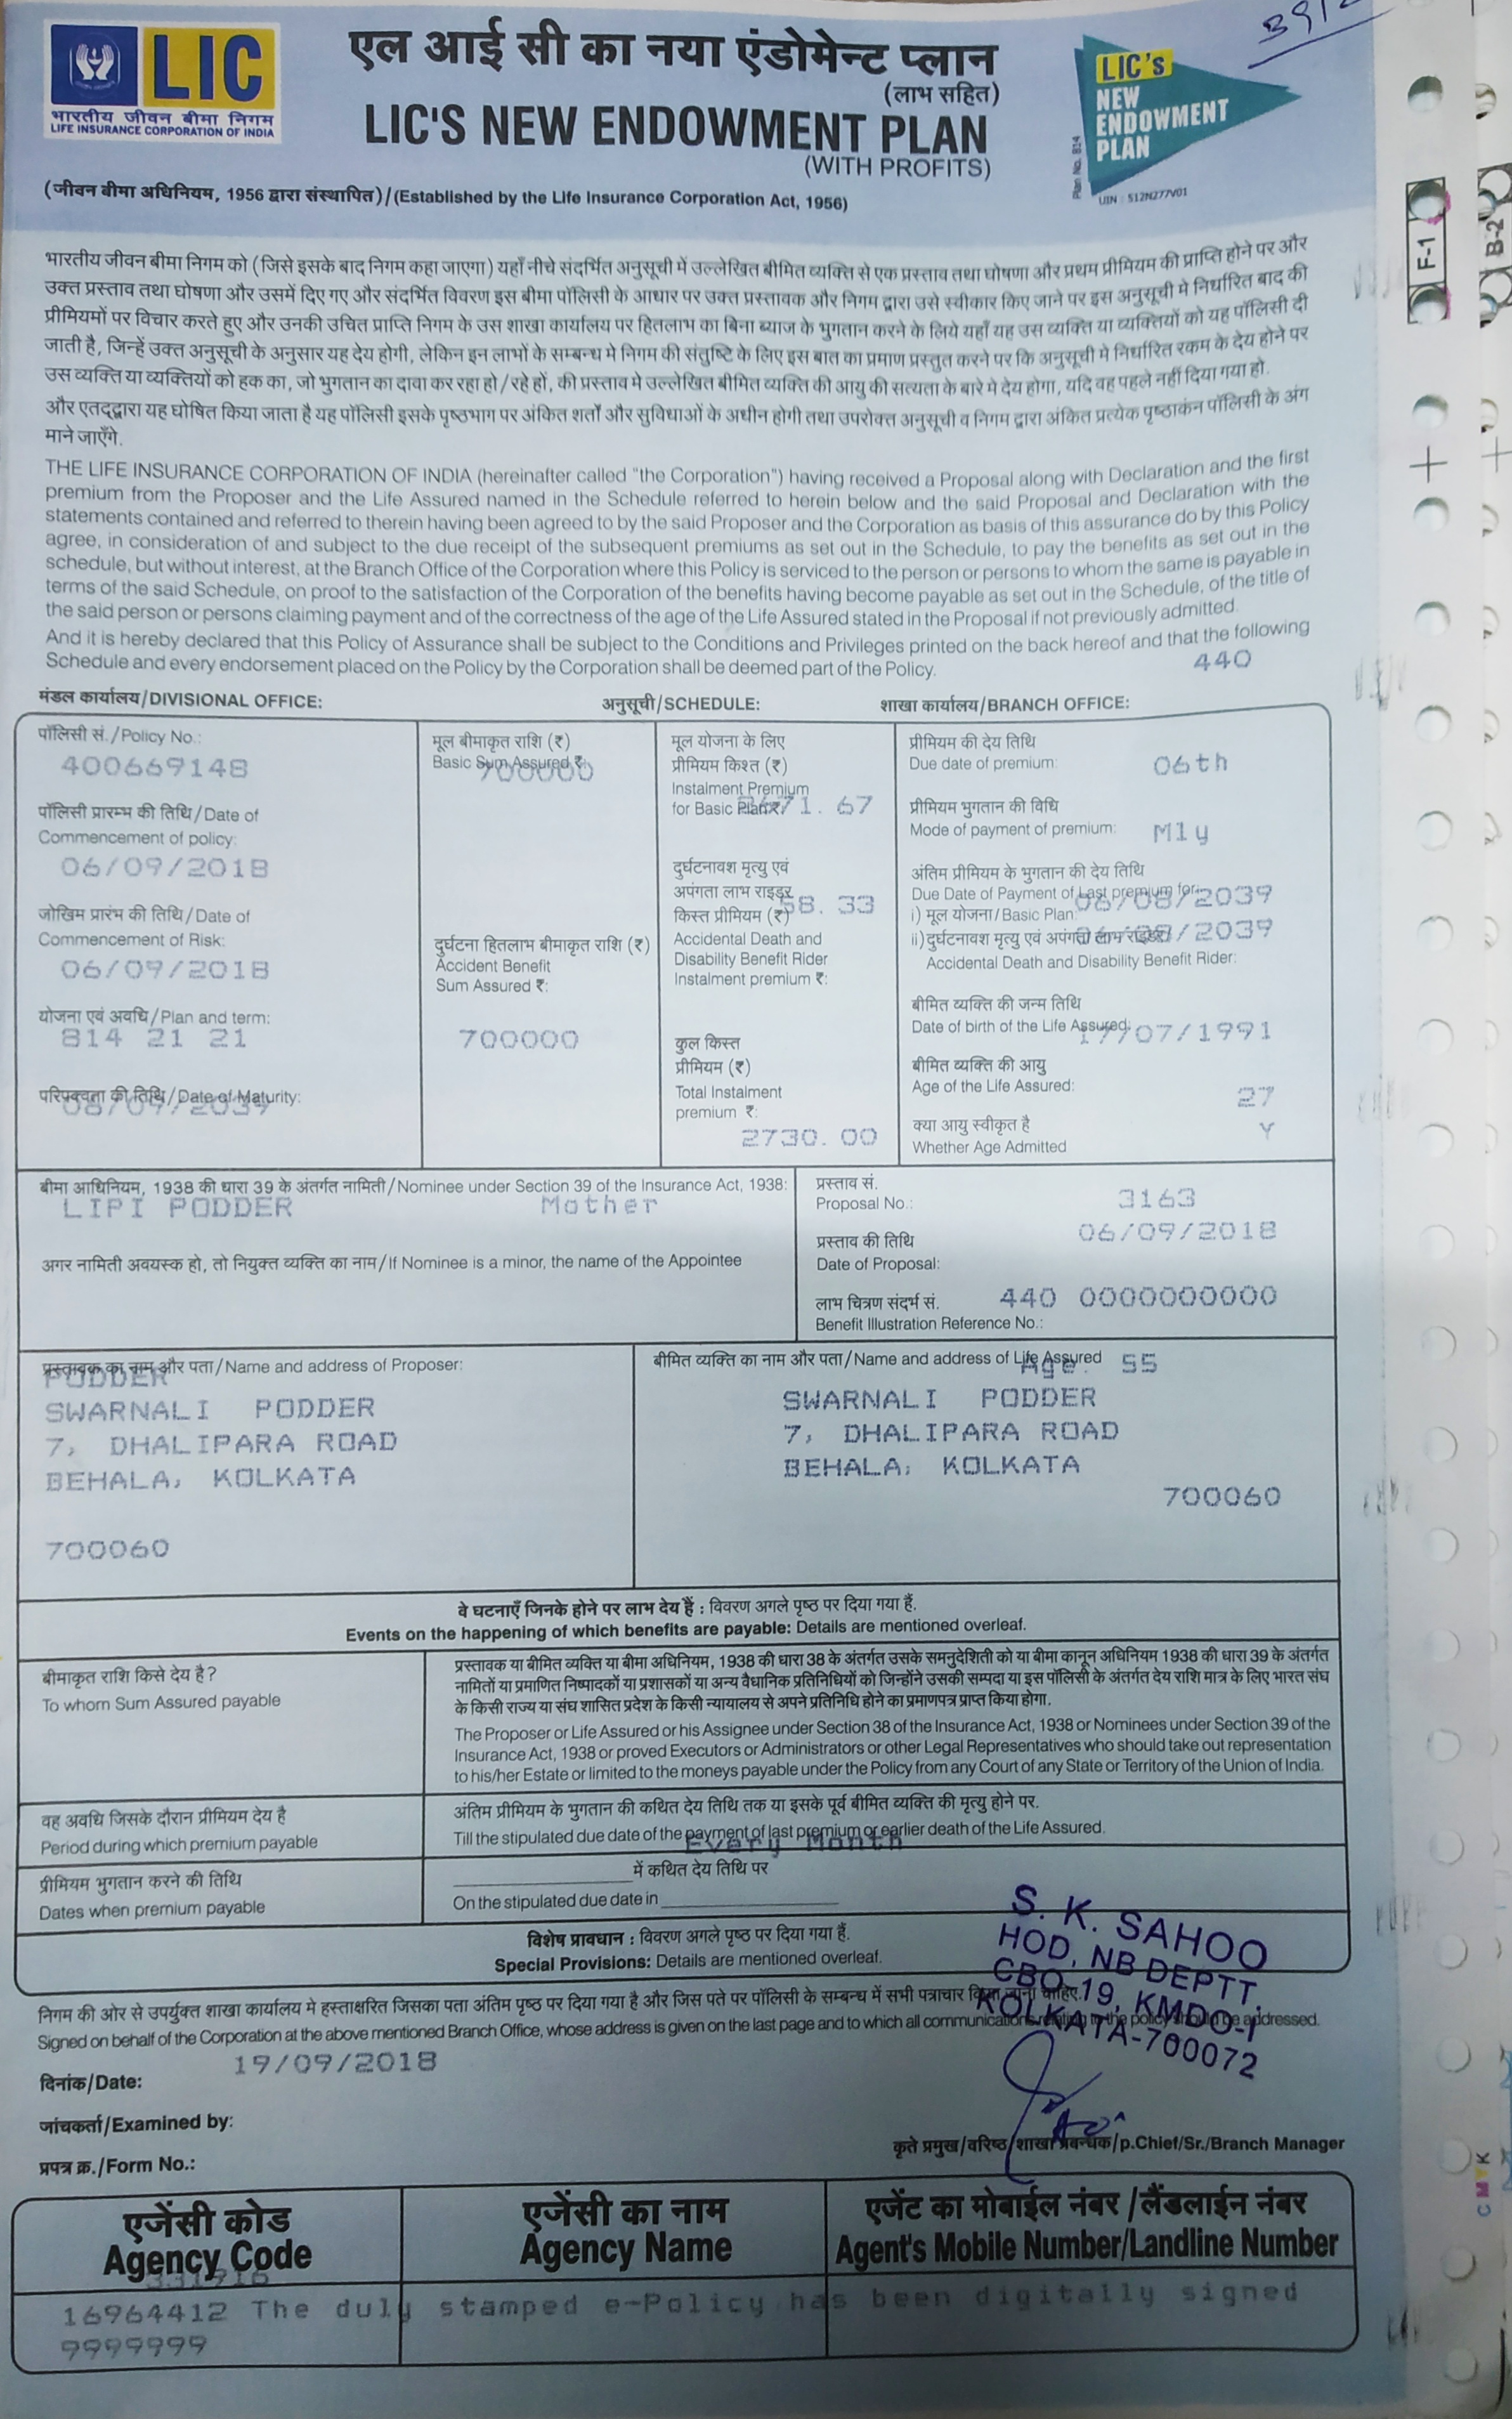 LIC
भारतीय जीवन बीमा निगम
LIFE INSURANCE CORPORATION OF INDIA
एल आई सी का नया एंडोमेन्ट प्लान
(लाभ सहित)
LIC'S NEW ENDOWMENT PLAN
(WITH PROFITS)
LIC's
NEW
ENDOWMENT
PLAN
Plan No. 814
UIN : 512N277V01
(जीवन बीमा अधिनियम, 1956 द्वारा संस्थापित)/(Established by the Life Insurance Corporation Act, 1956)
भारतीय जीवन बीमा निगम को (जिसे इसके बाद निगम कहा जाएगा) यहाँ नीचे संदर्भित अनुसूची में उल्लेखित बीमित व्यक्ति से एक प्रस्ताव तथा घोषणा और प्रथम प्रीमियम की प्राप्ति होने पर और
उक्त प्रस्ताव तथा घोषणा और उसमें दिए गए और संदर्भित विवरण इस बीमा पॉलिसी के आधार पर उक्त प्रस्तावक और निगम द्वारा उसे स्वीकार किए जाने पर इस अनुसूची मे निर्धारित बाद की
प्रीमियमों पर विचार करते हुए और उनकी उचित प्राप्ति निगम के उस शाखा कार्यालय पर हितलाभ का बिना ब्याज के भुगतान करने के लिये यहाँ यह उस व्यक्ति या व्यक्तियों को यह पॉलिसी दी
जाती है, जिन्हें उक्त अनुसूची के अनुसार यह देय होगी, लेकिन इन लाभों के सम्बन्ध मे निगम की संतुष्टि के लिए इस बात का प्रमाण प्रस्तुत करने पर कि अनुसूची मे निर्धारित रकम के देय होने पर
उस व्यक्ति या व्यक्तियों को हक का, जो भुगतान का दावा कर रहा हो/रहे हों, की प्रस्ताव मे उल्लेखित बीमित व्यक्ति की आयु की सत्यता के बारे मे देय होगा, यदि वह पहले नहीं दिया गया हो.
और एतद्द्वारा यह घोषित किया जाता है यह पॉलिसी इसके पृष्ठभाग पर अंकित शर्तों और सुविधाओं के अधीन होगी तथा उपरोक्त अनुसूची व निगम द्वारा अंकित प्रत्येक पृष्ठाकंन पॉलिसी के अंग
माने जाएँगे.
THE LIFE INSURANCE CORPORATION OF INDIA (hereinafter called "the Corporation") having received a Proposal along with Declaration and the first
premium from the Proposer and the Life Assured named in the Schedule referred to herein below and the said Proposal and Declaration with the
statements contained and referred to therein having been agreed to by the said Proposer and the Corporation as basis of this assurance do by this Policy
agree, in consideration of and subject to the due receipt of the subsequent premiums as set out in the Schedule, to pay the benefits as set out in the
schedule, but without interest, at the Branch Office of the Corporation where this Policy is serviced to the person or persons to whom the same is payable in
terms of the said Schedule, on proof to the satisfaction of the Corporation of the benefits having become payable as set out in the Schedule, of the title of
the said person or persons claiming payment and of the correctness of the age of the Life Assured stated in the Proposal if not previously admitted.
And it is hereby declared that this Policy of Assurance shall be subject to the Conditions and Privileges printed on the back hereof and that the following
Schedule and every endorsement placed on the Policy by the Corporation shall be deemed part of the Policy.
440
मंडल कार्यालय/DIVISIONAL OFFICE:
अनुसूची/SCHEDULE:
शाखा कार्यालय/BRANCH OFFICE:
पॉलिसी सं./Policy No.:
400669148
पॉलिसी प्रारम्भ की तिथि/Date of
Commencement of policy:
06/09/2018
जोखिम प्रारंभ की तिथि/Date of
Commencement of Risk:
06/09/2018
योजना एवं अवधि/Plan and term:
814 21 21
परिपक्वता की तिथि/Date of Maturity:
मूल बीमाकृत राशि (₹)
Basic Sum Assured ₹
700000
दुर्घटना हितलाभ बीमाकृत राशि (₹)
Accident Benefit
Sum Assured ₹:
700000
मूल योजना के लिए
प्रीमियम किश्त (₹)
Instalment Premium
for Basic Plan ₹
दुर्घटनावश मृत्यु एवं
अपंगता लाभ राइडर
58.33
किस्त प्रीमियम (₹)
Accidental Death and
Disability Benefit Rider
Instalment premium ₹:
कुल किस्त
प्रीमियम (₹)
Total Instalment
premium ₹:
2730.00
प्रीमियम की देय तिथि
Due date of premium:
06th
प्रीमियम भुगतान की विधि
Mode of payment of premium:
Mly
अंतिम प्रीमियम के भुगतान की देय तिथि
Due Date of Payment of Last premium for:
06/08/2039
i) मूल योजना/Basic Plan:
ii) दुर्घटनावश मृत्यु एवं अपंगता लाभ राइडर
/2039
Accidental Death and Disability Benefit Rider:
बीमित व्यक्ति की जन्म तिथि
Date of birth of the Life Assured:
/07/1991
बीमित व्यक्ति की आयु
Age of the Life Assured:
27
क्या आयु स्वीकृत है
Whether Age Admitted
Y
बीमा आधिनियम, 1938 की धारा 39 के अंतर्गत नामिती/Nominee under Section 39 of the Insurance Act, 1938:
LIPI PODDER Mother
अगर नामिती अवयस्क हो, तो नियुक्त व्यक्ति का नाम/If Nominee is a minor, the name of the Appointee
प्रस्ताव सं.
Proposal No.:
3163
06/09/2018
प्रस्ताव की तिथि
Date of Proposal:
लाभ चित्रण संदर्भ सं.
440 0000000000
Benefit Illustration Reference No.:
प्रस्तावक का नाम और पता/Name and address of Proposer:
PODDER
SWARNALI PODDER
7, DHALIPARA ROAD
BEHALA, KOLKATA
700060
बीमित व्यक्ति का नाम और पता/Name and address of Life Assured
Age: 55
SWARNALI PODDER
7, DHALIPARA ROAD
BEHALA, KOLKATA
700060
वे घटनाएँ जिनके होने पर लाभ देय हैं : विवरण अगले पृष्ठ पर दिया गया हैं.
Events on the happening of which benefits are payable: Details are mentioned overleaf.
बीमाकृत राशि किसे देय है?
To whom Sum Assured payable
प्रस्तावक या बीमित व्यक्ति या बीमा अधिनियम, 1938 की धारा 38 के अंतर्गत उसके समनुदेशिती को या बीमा कानून अधिनियम 1938 की धारा 39 के अंतर्गत
नामितों या प्रमाणित निष्पादकों या प्रशासकों या अन्य वैधानिक प्रतिनिधियों को जिन्होंने उसकी सम्पदा या इस पॉलिसी के अंतर्गत देय राशि मात्र के लिए भारत संघ
के किसी राज्य या संघ शासित प्रदेश के किसी न्यायालय से अपने प्रतिनिधि होने का प्रमाणपत्र प्राप्त किया होगा.
The Proposer or Life Assured or his Assignee under Section 38 of the Insurance Act, 1938 or Nominees under Section 39 of the
Insurance Act, 1938 or proved Executors or Administrators or other Legal Representatives who should take out representation
to his/her Estate or limited to the moneys payable under the Policy from any Court of any State or Territory of the Union of India.
वह अवधि जिसके दौरान प्रीमियम देय है
Period during which premium payable
अंतिम प्रीमियम के भुगतान की कथित देय तिथि तक या इसके पूर्व बीमित व्यक्ति की मृत्यु होने पर.
Till the stipulated due date of the payment of last premium or earlier death of the Life Assured.
Every Month
प्रीमियम भुगतान करने की तिथि
Dates when premium payable
में कथित देय तिथि पर
On the stipulated due date in
विशेष प्रावधान : विवरण अगले पृष्ठ पर दिया गया हैं.
Special Provisions: Details are mentioned overleaf.
S. K. SAHOO
HOD, NB DEPTT.
CBO-19, KMDO-I
KOLKATA-700072
निगम की ओर से उपर्युक्त शाखा कार्यालय मे हस्ताक्षरित जिसका पता अंतिम पृष्ठ पर दिया गया है और जिस पते पर पॉलिसी के सम्बन्ध में सभी पत्राचार किया जाना चाहिए.
Signed on behalf of the Corporation at the above mentioned Branch Office, whose address is given on the last page and to which all communications relating to the policy should be addressed.
19/09/2018
दिनांक/Date:
जांचकर्ता/Examined by:
प्रपत्र क्र./Form No.:
कृते प्रमुख/वरिष्ठ/शाखा प्रबन्धक/p.Chief/Sr./Branch Manager
एजेंसी कोड
Agency Code
एजेंसी का नाम
Agency Name
एजेंट का मोबाईल नंबर /लैंडलाईन नंबर
Agent's Mobile Number/Landline Number
16964412 The duly stamped e-Policy has been digitally signed
9999999
F-1
B-2
C M Y K